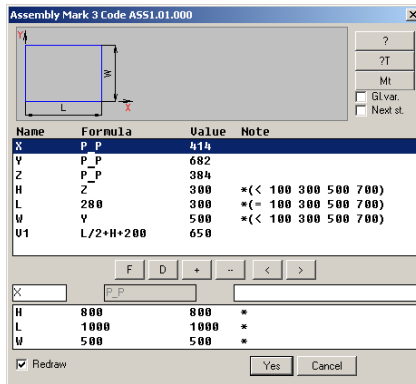 Assembly Mark 3 Code ASS1.01.000
Y
W
L
X
?
?T
Mt
Gl.var.
Next st.
Name Formula Value Note
X P_P 414
Y P_P 682
Z P_P 384
H Z 300 *(< 100 300 500 700)
L 280 300 *(= 100 300 500 700)
W Y 500 *(< 100 300 500 700)
V1 L/2+H+200 650
F D + -- < >
X P_P
H 800 800 *
L 1000 1000 *
W 500 500 *
Redraw Yes Cancel